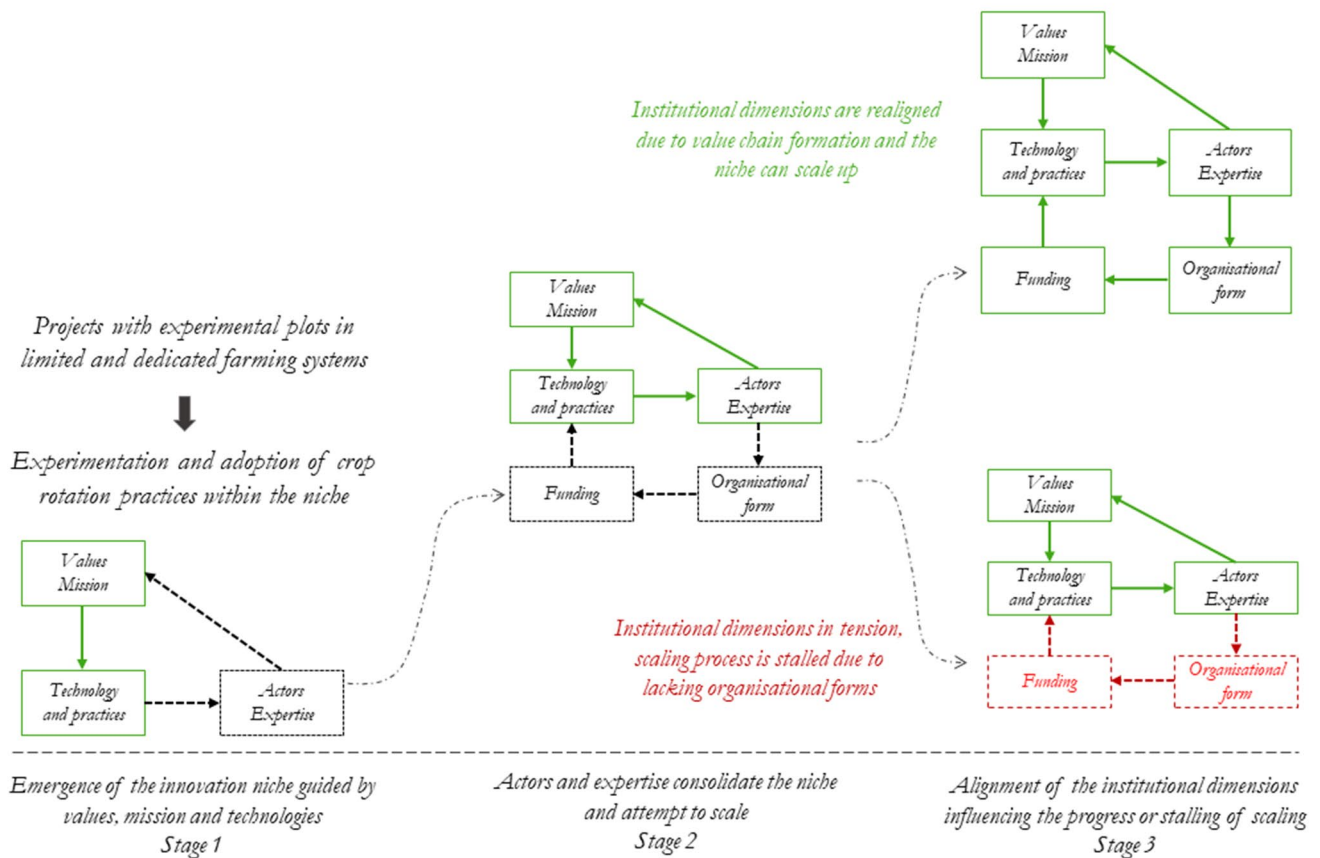 Projects with experimental plots in
limited and dedicated farming systems
Experimentation and adoption of crop
rotation practices within the niche
Values
Mission
Technology
and practices
Actors
Expertise
Values
Mission
Technology
and practices
Actors
Expertise
Funding
Organisational
form
Institutional dimensions are realigned
due to value chain formation and the
niche can scale up
Values
Mission
Technology
and practices
Actors
Expertise
Funding
Organisational
form
Institutional dimensions in tension,
scaling process is stalled due to
lacking organisational forms
Values
Mission
Technology
and practices
Actors
Expertise
Funding
Organisational
form
Emergence of the innovation niche guided by
values, mission and technologies
Stage 1
Actors and expertise consolidate the niche
and attempt to scale
Stage 2
Alignment of the institutional dimensions
influencing the progress or stalling of scaling
Stage 3